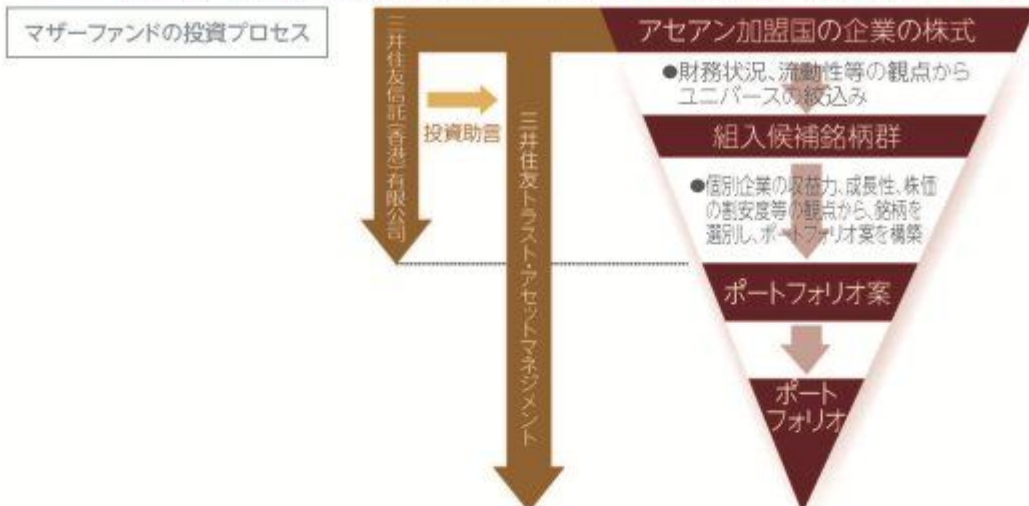 マザーファンドの投資プロセス
三井住友信託(香港)有限公司
投資助言
三井住友トラスト・アセットマネジメント
アセアン加盟国の企業の株式
●財務状況、流動性等の観点から
ユニバースの絞込み
組入候補銘柄群
●個別企業の収益力、成長性、株価
の割安度等の観点から、銘柄を
選別し、ポートフォリオ案を構築
ポートフォリオ案
ポート
フォリオ